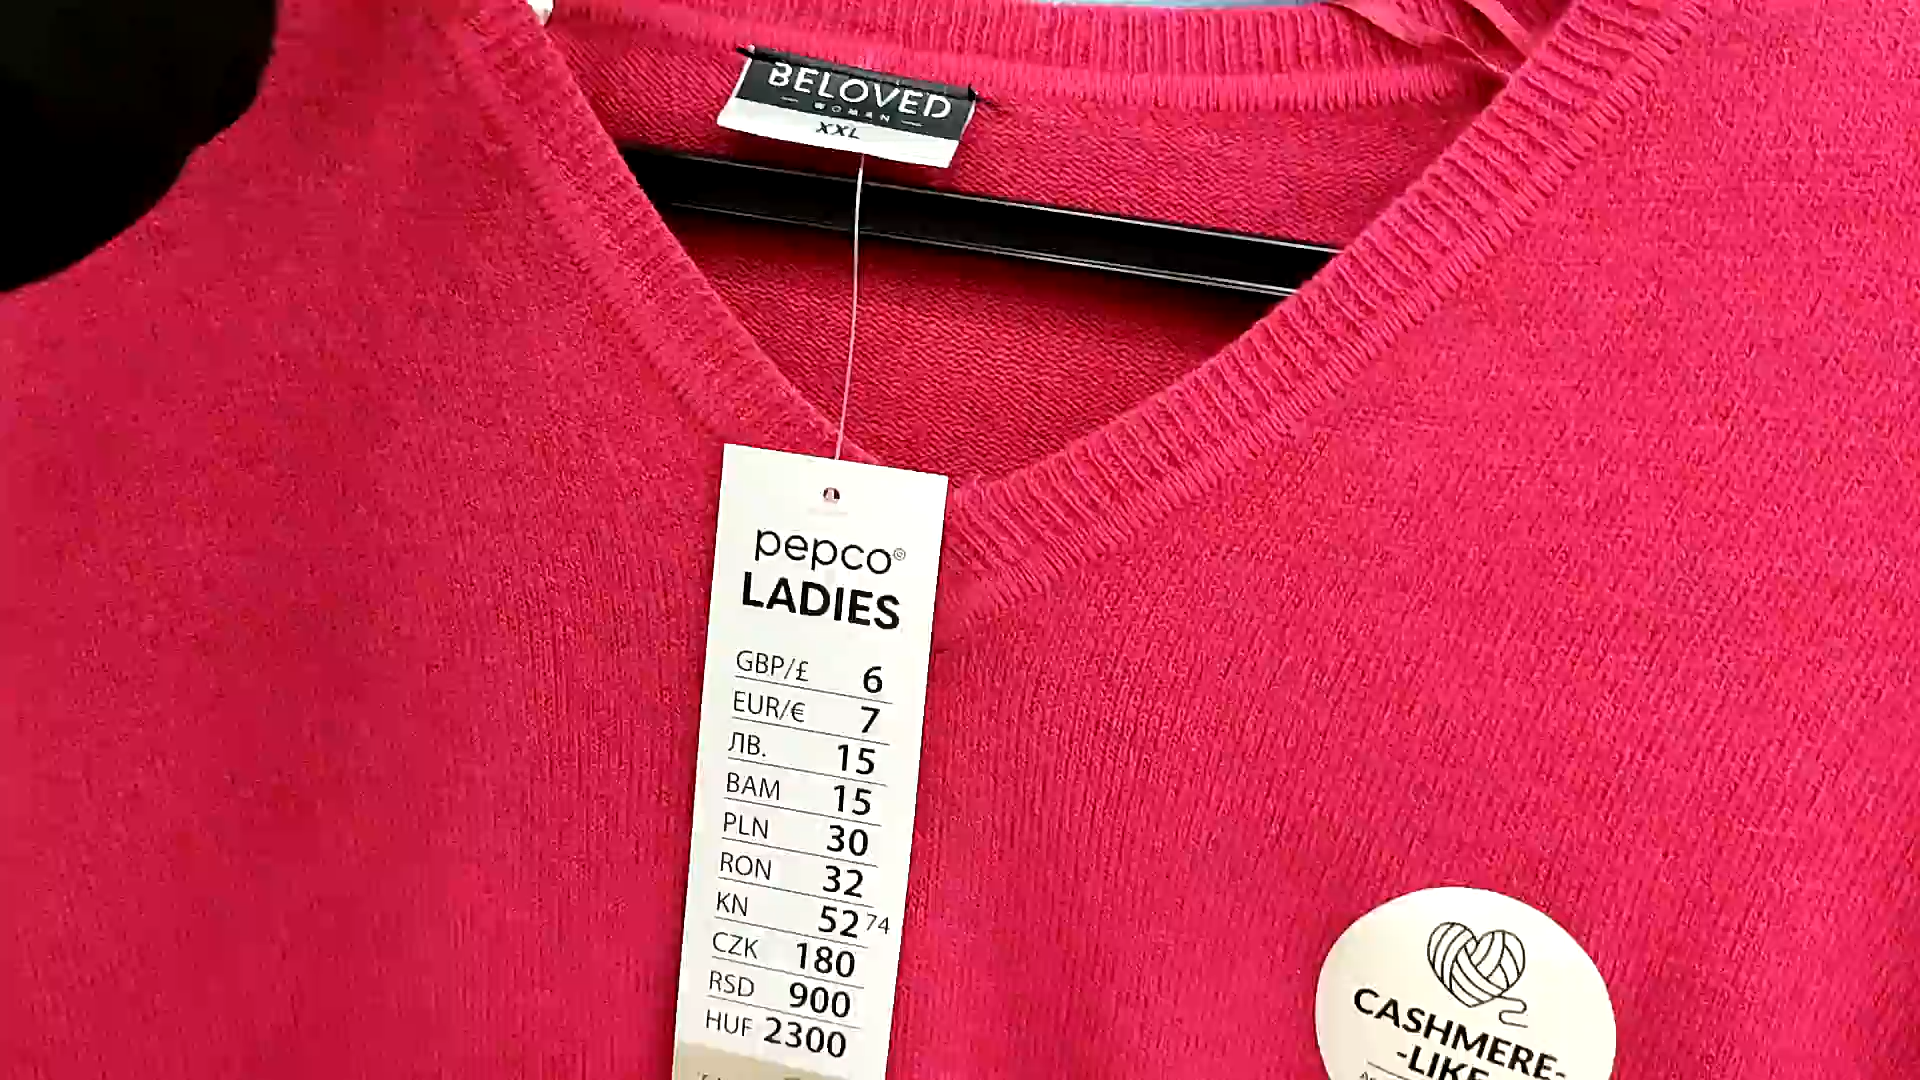 BELOVED
WOMAN
XXL
pepco®
LADIES
GBP/£ 6
EUR/€ 7
ЛВ. 15
BAM 15
PLN 30
RON 32
KN 52 74
CZK 180
RSD 900
HUF 2300
CASHMERE-
-LIKE